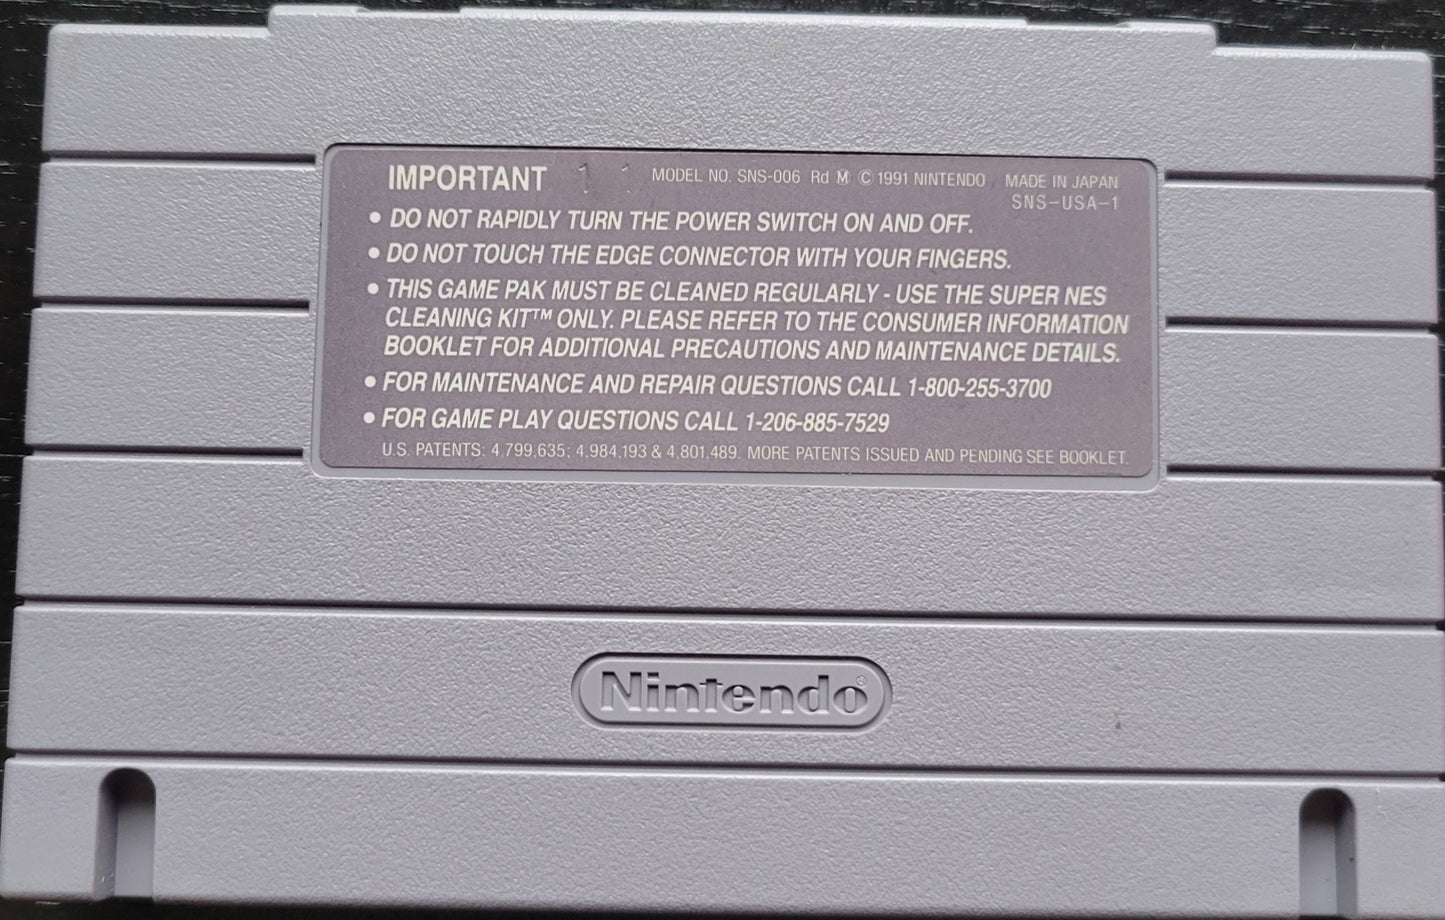 IMPORTANT 11 MODEL NO. SNS-006 Rd M © 1991 NINTENDO MADE IN JAPAN
SNS-USA-1
• DO NOT RAPIDLY TURN THE POWER SWITCH ON AND OFF.
• DO NOT TOUCH THE EDGE CONNECTOR WITH YOUR FINGERS.
• THIS GAME PAK MUST BE CLEANED REGULARLY - USE THE SUPER NES
CLEANING KIT™ ONLY. PLEASE REFER TO THE CONSUMER INFORMATION
BOOKLET FOR ADDITIONAL PRECAUTIONS AND MAINTENANCE DETAILS.
• FOR MAINTENANCE AND REPAIR QUESTIONS CALL 1-800-255-3700
• FOR GAME PLAY QUESTIONS CALL 1-206-885-7529
U.S. PATENTS: 4,799,635; 4,984,193 & 4,801,489. MORE PATENTS ISSUED AND PENDING SEE BOOKLET.
Nintendo®